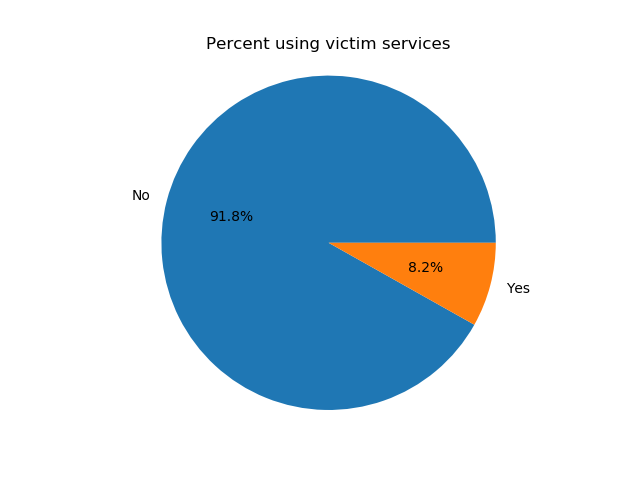 Percent using victim services
No
91.8%
8.2%
Yes